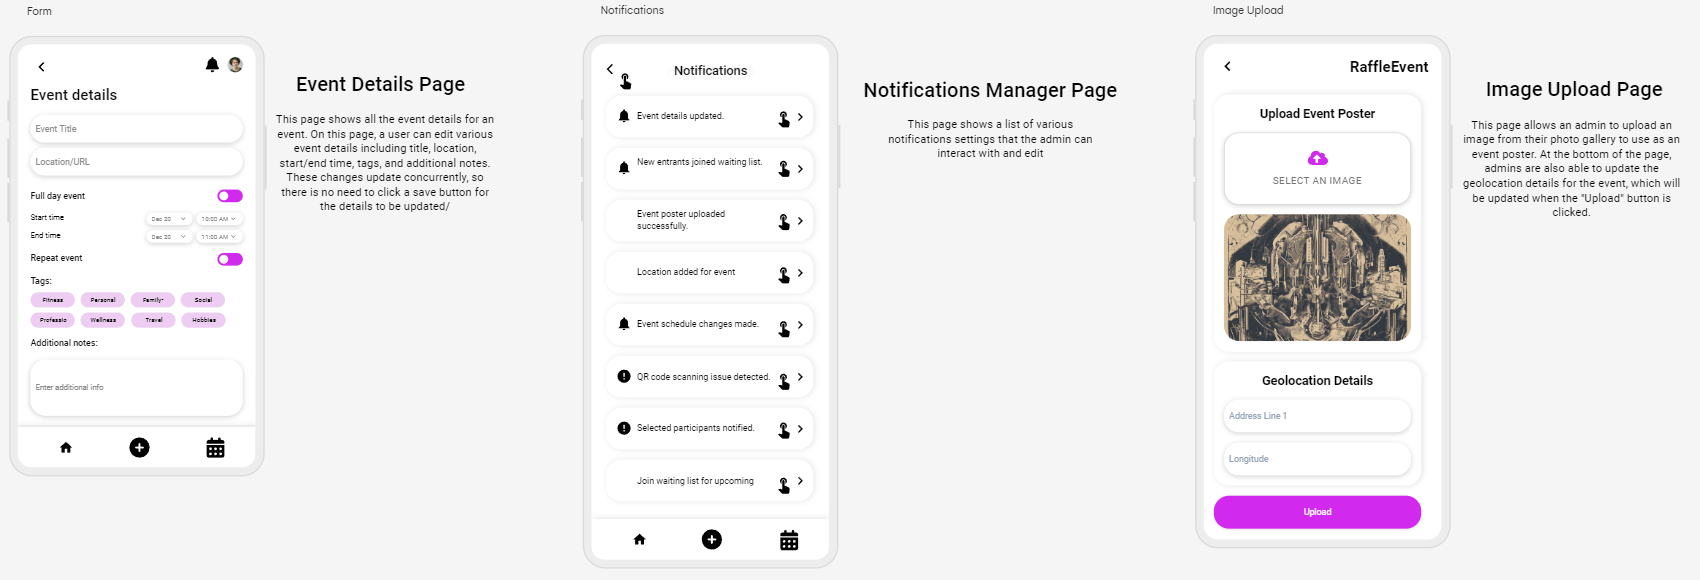 Form
Event details
Event Title
Location/URL
Full day event
Start time
Dec 20
10:00 AM
End time
Dec 20
11:00 AM
Repeat event
Tags:
Fitness
Personal
Family-
Social
Professio
Wellness
Travel
Hobbies
Additional notes:
Enter additional info
Event Details Page
This page shows all the event details for an
event. On this page, a user can edit various
event details including title, location,
start/end time, tags, and additional notes.
These changes update concurrently, so
there is no need to click a save button for
the details to be updated/
Notifications
Notifications
Event details updated.
New entrants joined waiting list.
Event poster uploaded
successfully.
Location added for event
Event schedule changes made.
QR code scanning issue detected.
Selected participants notified.
Join waiting list for upcoming
Notifications Manager Page
This page shows a list of various
notifications settings that the admin can
interact with and edit
Image Upload
RaffleEvent
Upload Event Poster
SELECT AN IMAGE
Geolocation Details
Address Line 1
Longitude
Upload
Image Upload Page
This page allows an admin to upload an
image from their photo gallery to use as an
event poster. At the bottom of the page,
admins are also able to update the
geolocation details for the event, which will
be updated when the "Upload" button is
clicked.